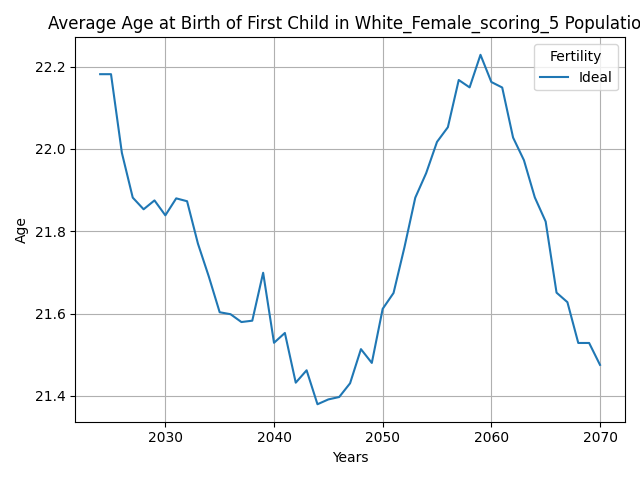 Average Age at Birth of First Child in White_Female_scoring_5 Populatio
Fertility
Ideal
22.2
22.0
21.8
21.6
21.4
Age
2030 2040 2050 2060 2070
Years